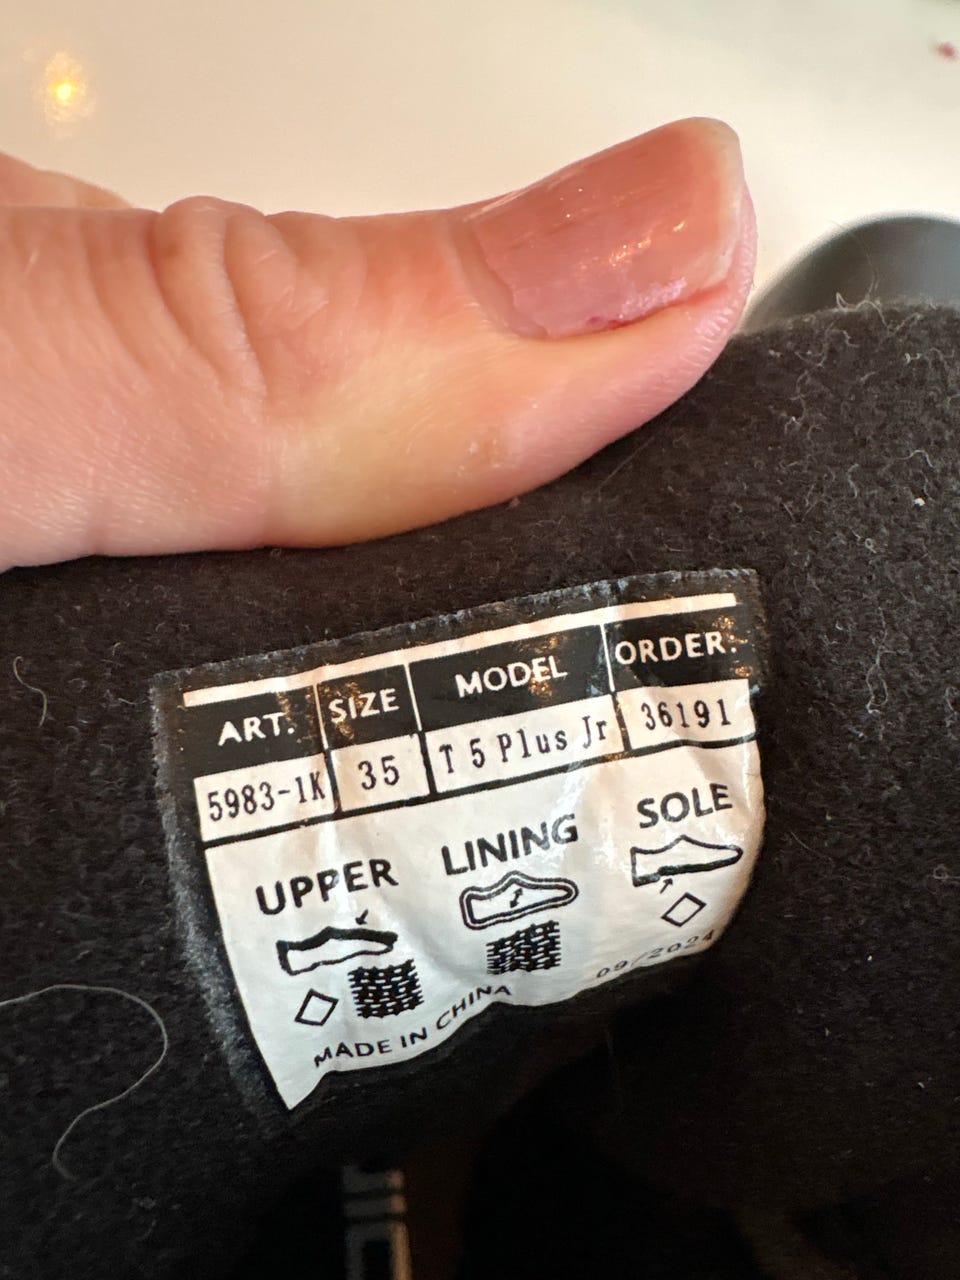 ART. SIZE MODEL ORDER.
5983-1K 35 T 5 Plus Jr 36191
UPPER LINING SOLE
09/2024
MADE IN CHINA